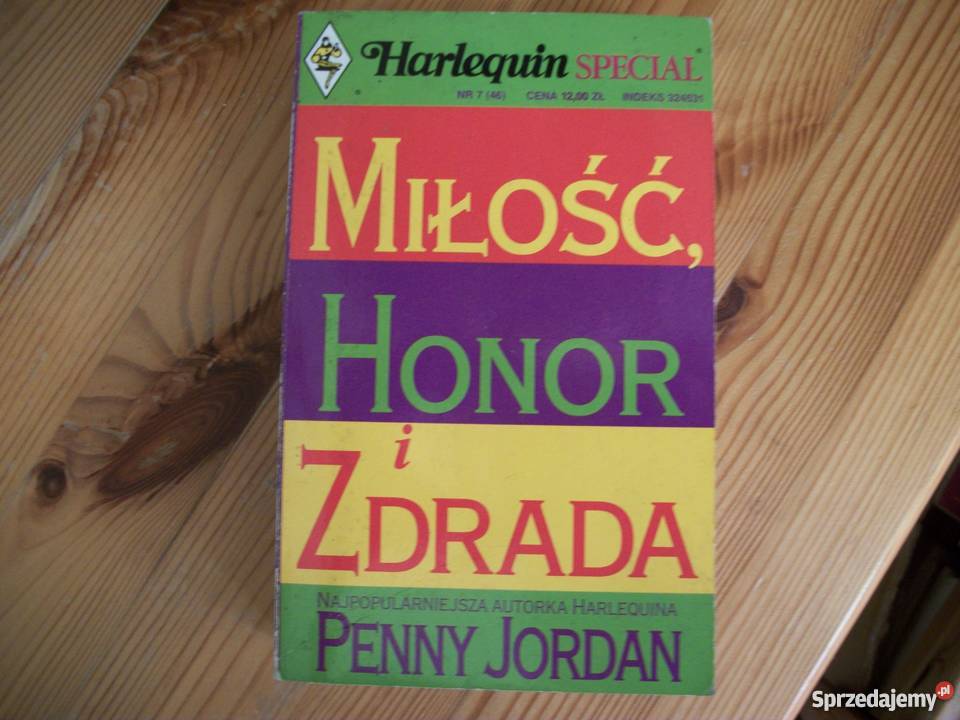 Harlequin SPECIAL
NR 7 (46) CENA 12,00 ZŁ INDEKS 324531
MIŁOŚĆ,
HONOR
i
ZDRADA
NAJPOPULARNIEJSZA AUTORKA HARLEQUINA
PENNY JORDAN
Sprzedajemy.pl